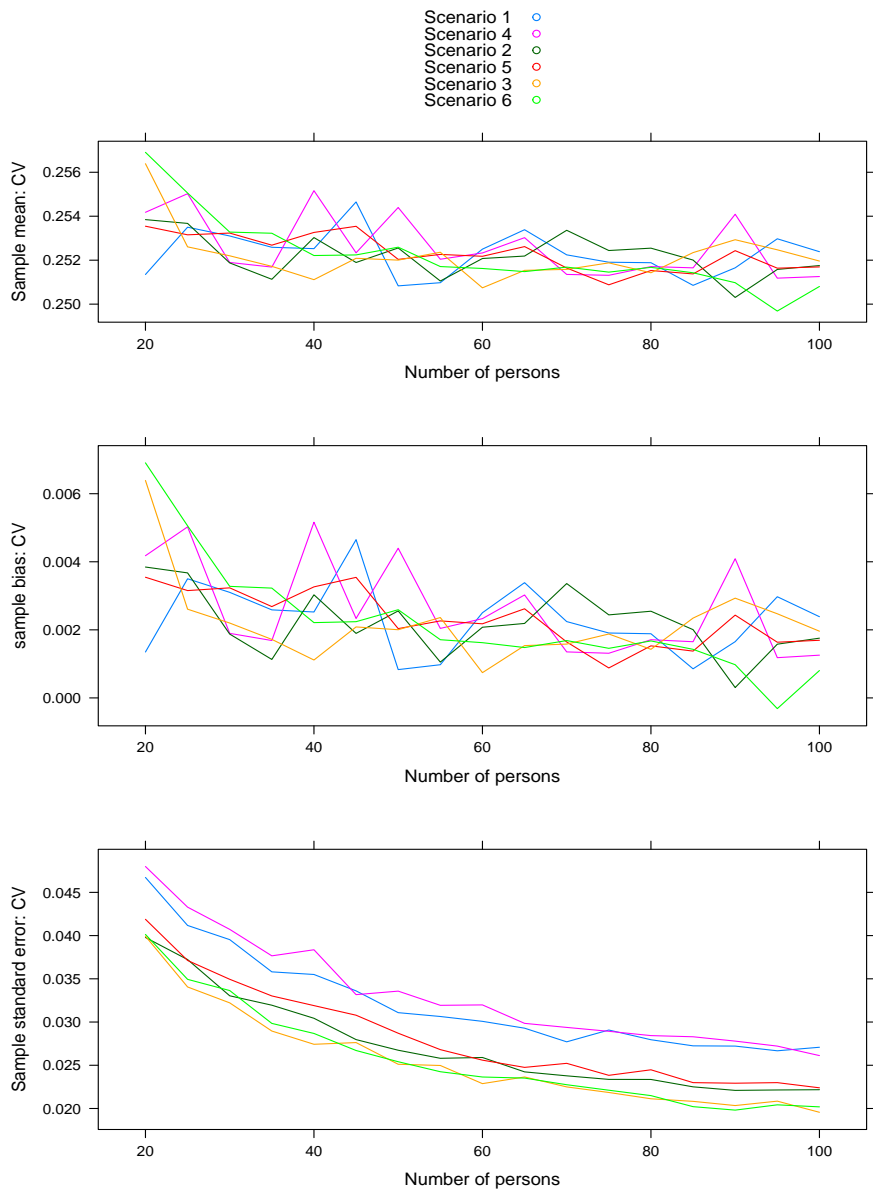 Scenario 1
Scenario 4
Scenario 2
Scenario 5
Scenario 3
Scenario 6
Sample mean: CV
0.256
0.254
0.252
0.250
20 40 60 80 100
Number of persons
sample bias: CV
0.006
0.004
0.002
0.000
20 40 60 80 100
Number of persons
Sample standard error: CV
0.045
0.040
0.035
0.030
0.025
0.020
20 40 60 80 100
Number of persons